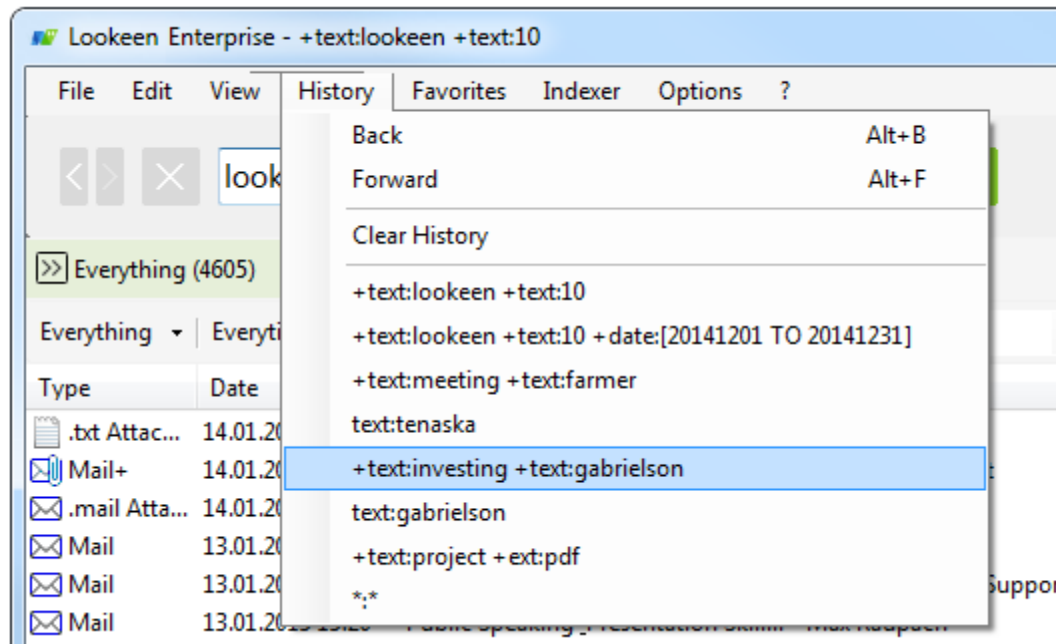 Lookeen Enterprise - +text:lookeen +text:10
File Edit View History Favorites Indexer Options ?
Back Alt+B
Forward Alt+F
look
Clear History
Everything (4605)
+text:lookeen +text:10
Everything
+text:lookeen +text:10 +date:[20141201 TO 20141231]
Type Date
+text:meeting +text:farmer
.txt Attac... 14.01.20
text:tenaska
Mail+ 14.01.20
+text:investing +text:gabrielson
.mail Atta... 14.01.20
text:gabrielson
Mail 13.01.20
+text:project +ext:pdf
Mail 13.01.20
*:*
Mail